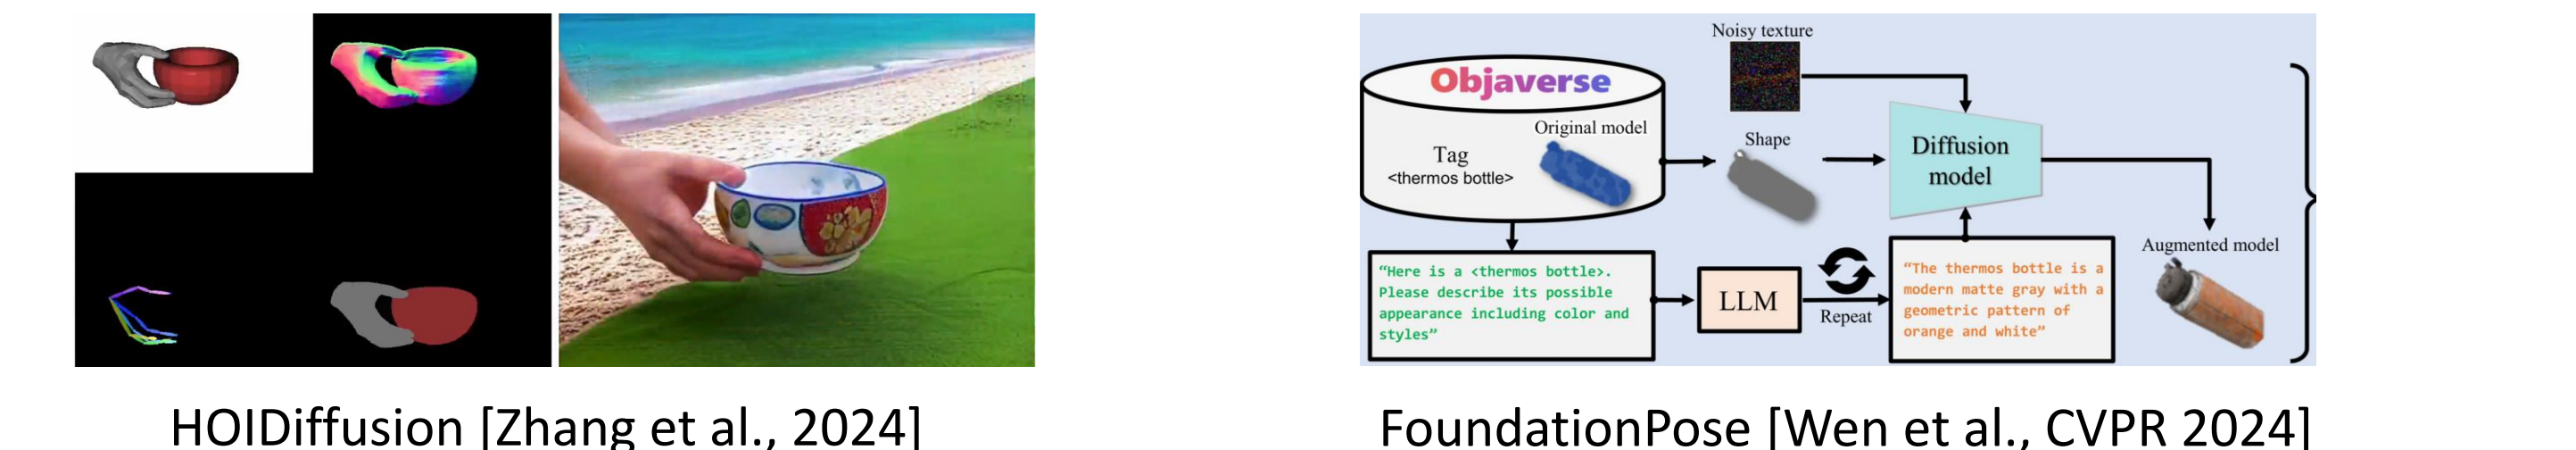 Noisy texture
Objaverse
Original model
Tag
<thermos bottle>
Shape
Diffusion
model
"Here is a <thermos bottle>.
Please describe its possible
appearance including color and
styles"
LLM
Repeat
"The thermos bottle is a
modern matte gray with a
geometric pattern of
orange and white"
Augmented model
HOIDiffusion [Zhang et al., 2024]
FoundationPose [Wen et al., CVPR 2024]